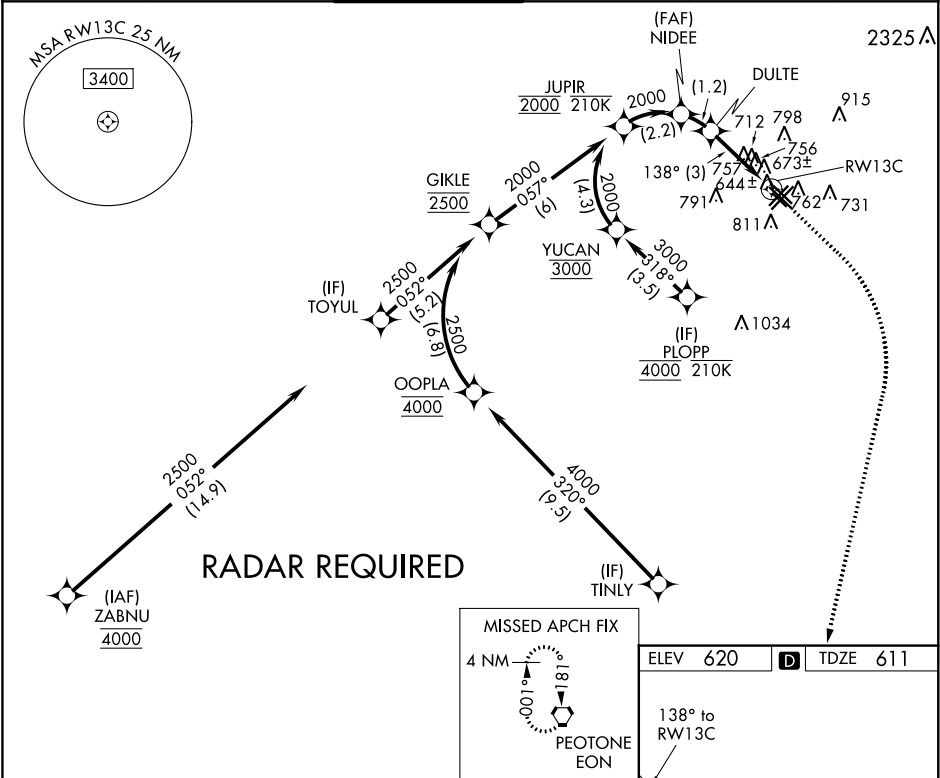 MSA RW13C 25 NM
3400
(FAF)
NIDEE
2325
DULTE
JUPIR
2000 210K
2000
(2.2)
(1.2)
915
712
798
756
757
673±
138° (3)
RW13C
644±
762
731
791
811
GIKLE
2500
2000
057°
(6)
2000
(4.3)
YUCAN
3000
3000
318°
(3.5)
(IF)
PLOPP
4000 210K
1034
(IF)
TOYUL
2500
052°
(5.2)
(6.8)
2500
OOPLA
4000
2500
052°
(14.9)
4000
320°
(9.5)
RADAR REQUIRED
(IAF)
ZABNU
4000
(IF)
TINLY
MISSED APCH FIX
4 NM
001°
181°
PEOTONE
EON
ELEV 620 D TDZE 611
138° to
RW13C